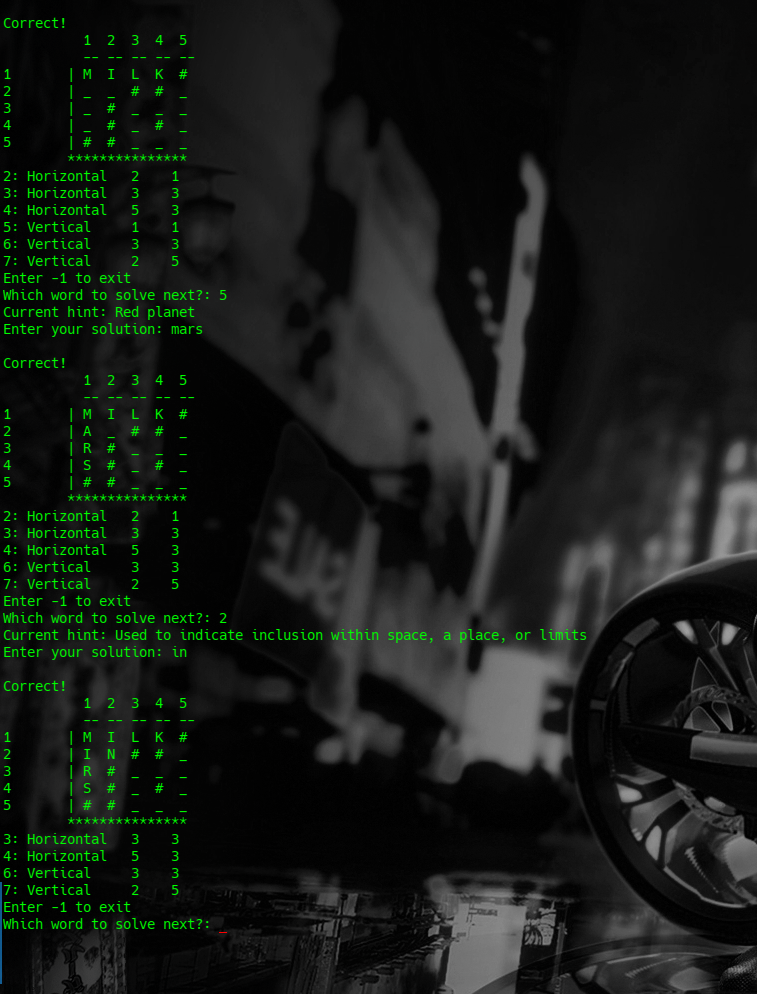 Correct!
          1  2  3  4  5
          -- -- -- -- --
1       | M  I  L  K  #
2       | _  _  #  #  _
3       | _  #  _  _  _
4       | _  #  _  #  _
5       | #  #  _  _  _
        ***************
2: Horizontal   2    1
3: Horizontal   3    3
4: Horizontal   5    3
5: Vertical     1    1
6: Vertical     3    3
7: Vertical     2    5
Enter -1 to exit
Which word to solve next?: 5
Current hint: Red planet
Enter your solution: mars
Correct!
          1  2  3  4  5
          -- -- -- -- --
1       | M  I  L  K  #
2       | A  _  #  #  _
3       | R  #  _  _  _
4       | S  #  _  #  _
5       | #  #  _  _  _
        ***************
2: Horizontal   2    1
3: Horizontal   3    3
4: Horizontal   5    3
6: Vertical     3    3
7: Vertical     2    5
Enter -1 to exit
Which word to solve next?: 2
Current hint: Used to indicate inclusion within space, a place, or limits
Enter your solution: in
Correct!
          1  2  3  4  5
          -- -- -- -- --
1       | M  I  L  K  #
2       | I  N  #  #  _
3       | R  #  _  _  _
4       | S  #  _  #  _
5       | #  #  _  _  _
        ***************
3: Horizontal   3    3
4: Horizontal   5    3
6: Vertical     3    3
7: Vertical     2    5
Enter -1 to exit
Which word to solve next?: _